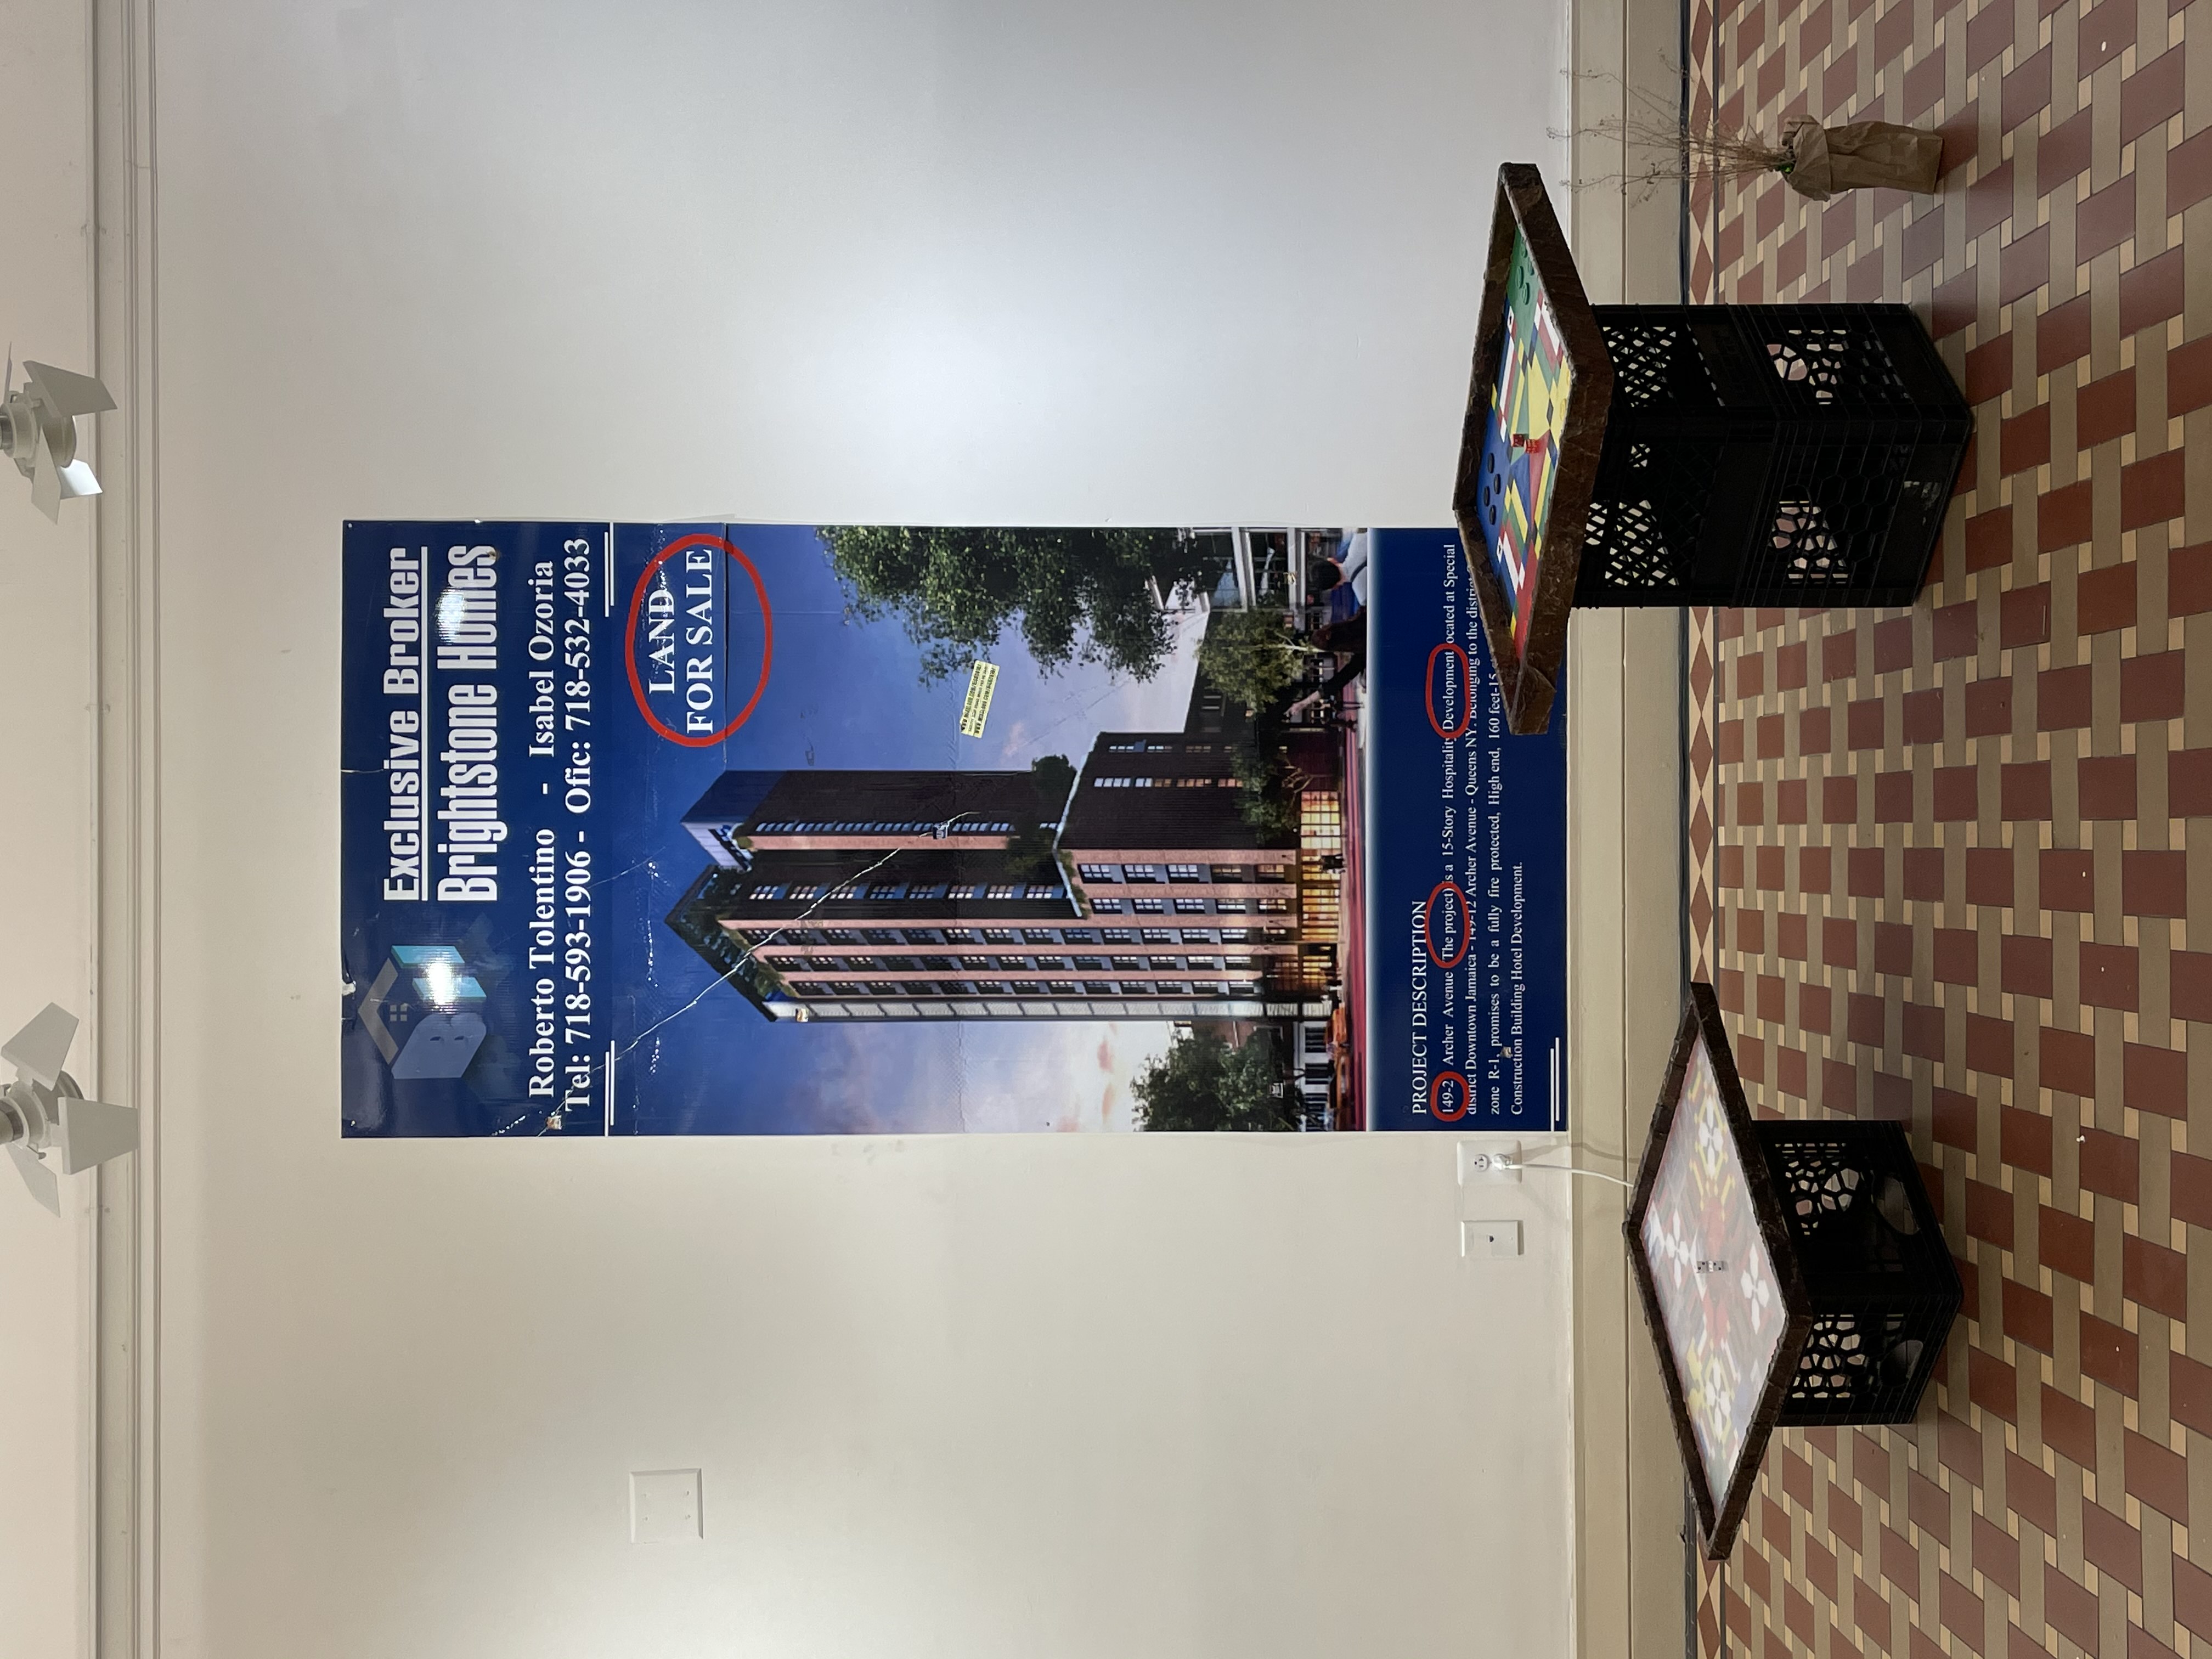 BH
Exclusive Broker
Brightstone Homes
Roberto Tolentino - Isabel Ozoria
Tel: 718-593-1906 - Ofic: 718-532-4033
LAND
FOR SALE
PROJECT DESCRIPTION
149-2 Archer Avenue (The project) is a 15-Story Hospitality Development located at Special
district Downtown Jamaica - 149-12 Archer Avenue - Queens NY. Belonging to the district
zone R-1, promises to be a fully fire protected, High end, 160 feet-15
Construction Building Hotel Development.